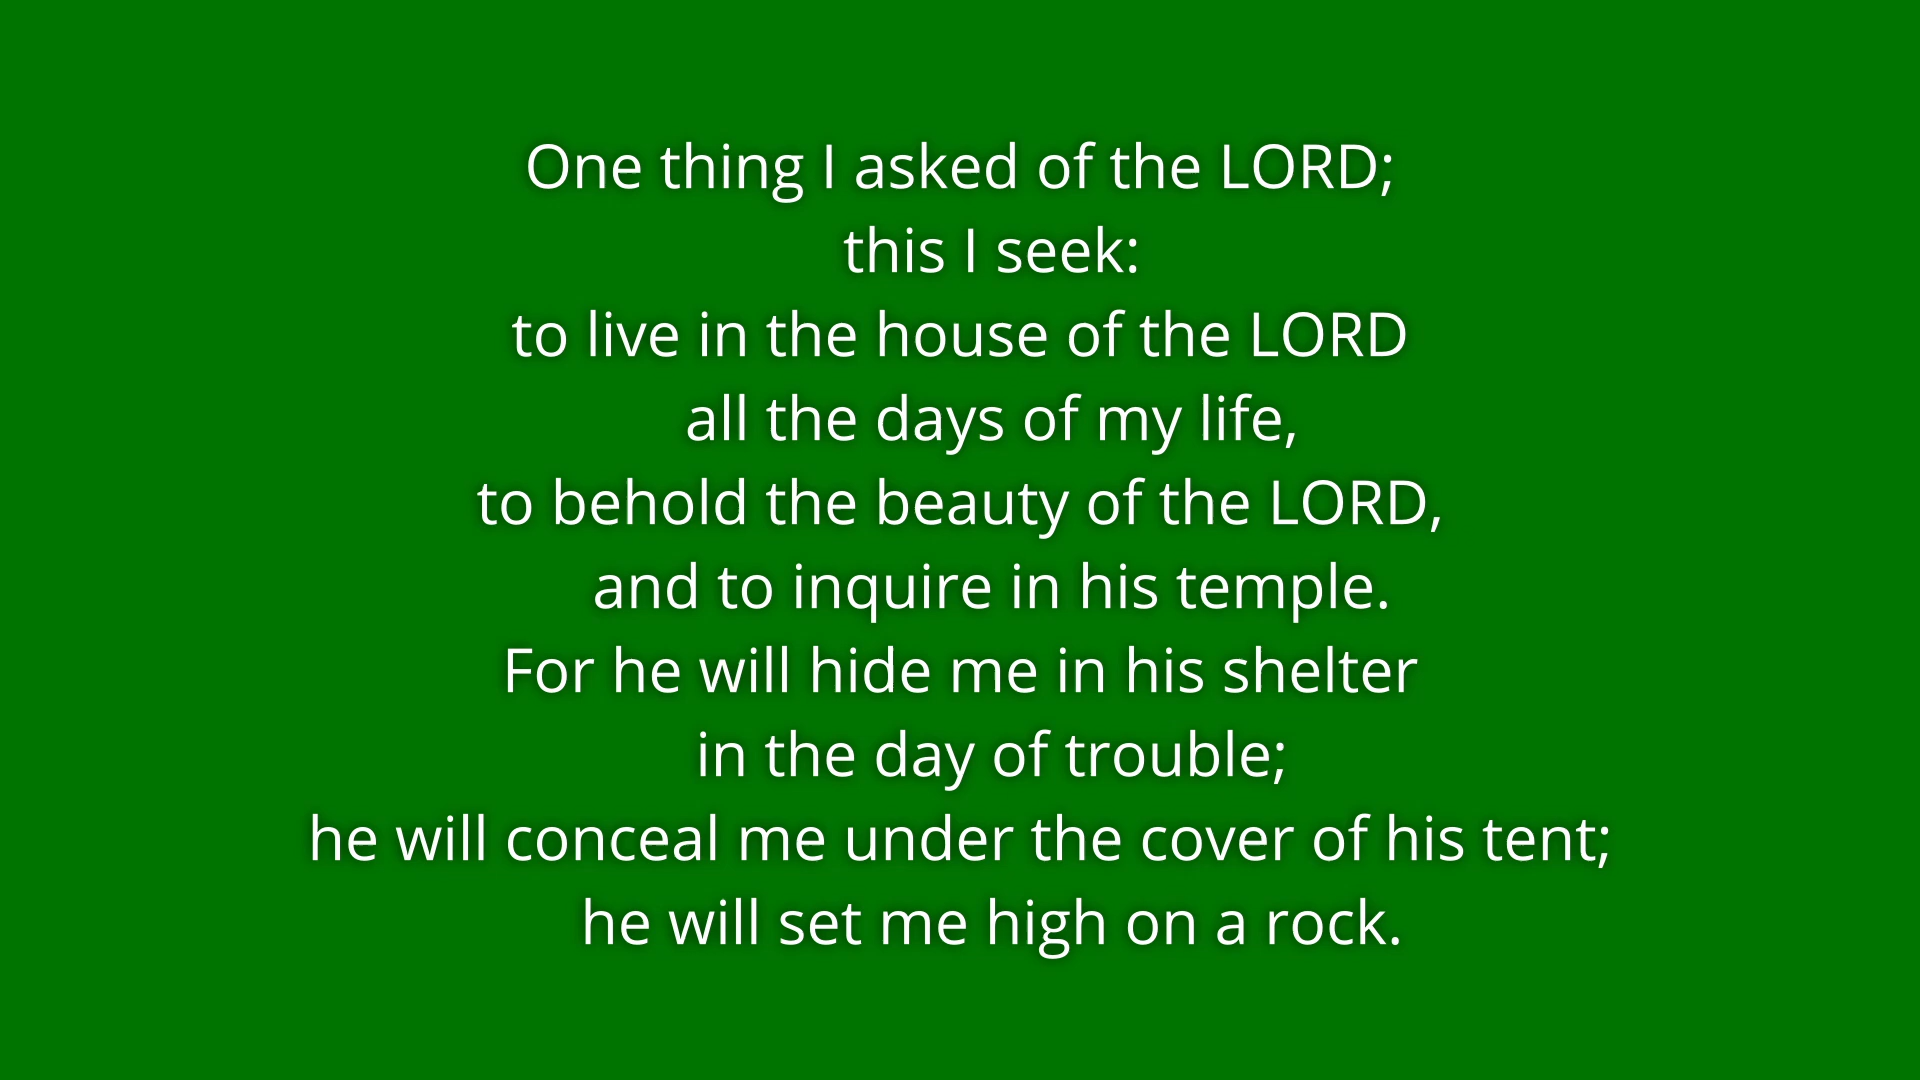 One thing I asked of the LORD;
this I seek:
to live in the house of the LORD
all the days of my life,
to behold the beauty of the LORD,
and to inquire in his temple.
For he will hide me in his shelter
in the day of trouble;
he will conceal me under the cover of his tent;
he will set me high on a rock.